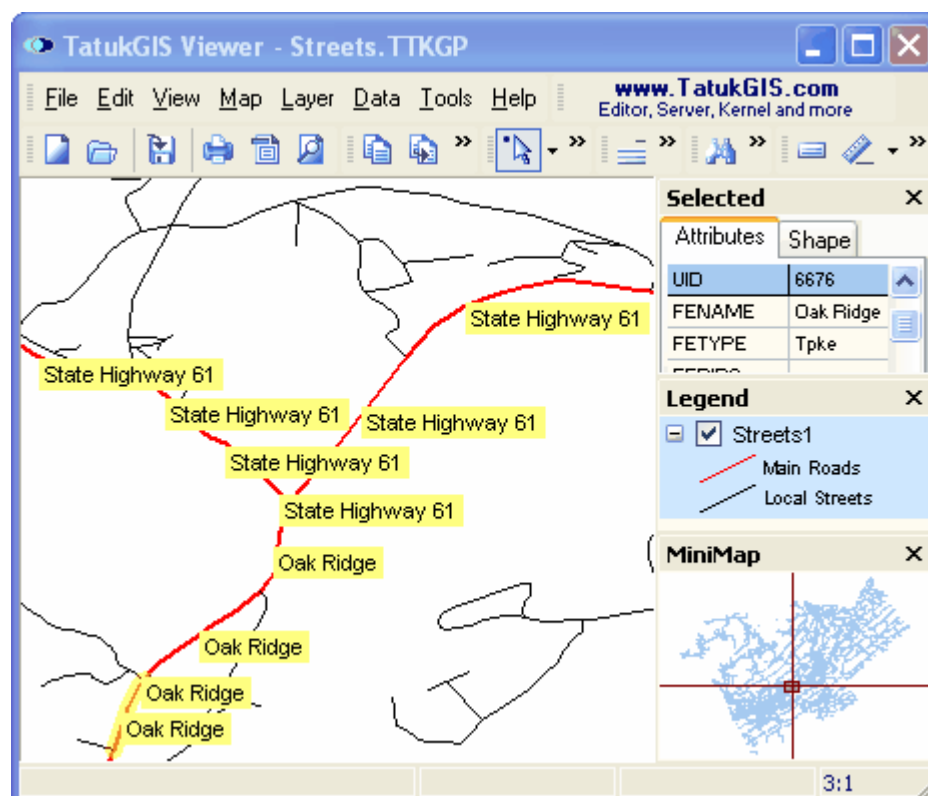 TatukGIS Viewer - Streets.TTKGP
File Edit View Map Layer Data Tools Help
www.TatukGIS.com
Editor, Server, Kernel and more
Selected
Attributes Shape
UID 6676
FENAME Oak Ridge
FETYPE Tpke
State Highway 61
State Highway 61
State Highway 61
State Highway 61
State Highway 61
State Highway 61
Oak Ridge
Oak Ridge
Oak Ridge
Oak Ridge
Legend
Streets1
Main Roads
Local Streets
MiniMap
3:1